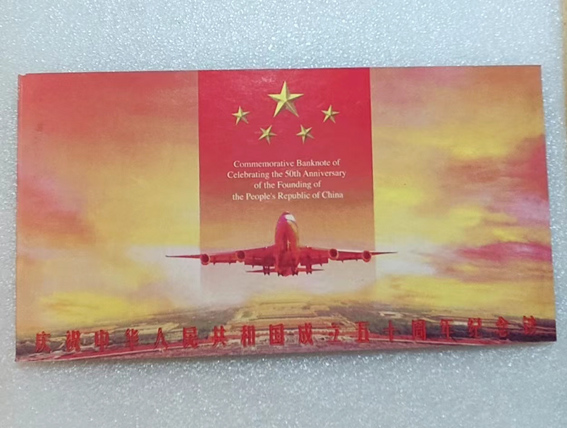 Commemorative Banknote of
Celebrating the 50th Anniversary
of the Founding of
the People's Republic of China
庆祝中华人民共和国成立五十周年纪念钞